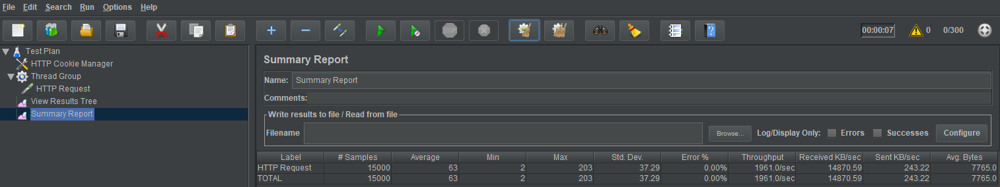 File Edit Search Run Options Help
STOP
00:00:07 0 0/300
Test Plan
HTTP Cookie Manager
Thread Group
HTTP Request
View Results Tree
Summary Report
Summary Report
Name: Summary Report
Comments:
Write results to file / Read from file
Filename Browse... Log/Display Only: Errors Successes Configure
Label # Samples Average Min Max Std. Dev. Error % Throughput Received KB/sec Sent KB/sec Avg. Bytes
HTTP Request 15000 63 2 203 37.29 0.00% 1961.0/sec 14870.59 243.22 7765.0
TOTAL 15000 63 2 203 37.29 0.00% 1961.0/sec 14870.59 243.22 7765.0